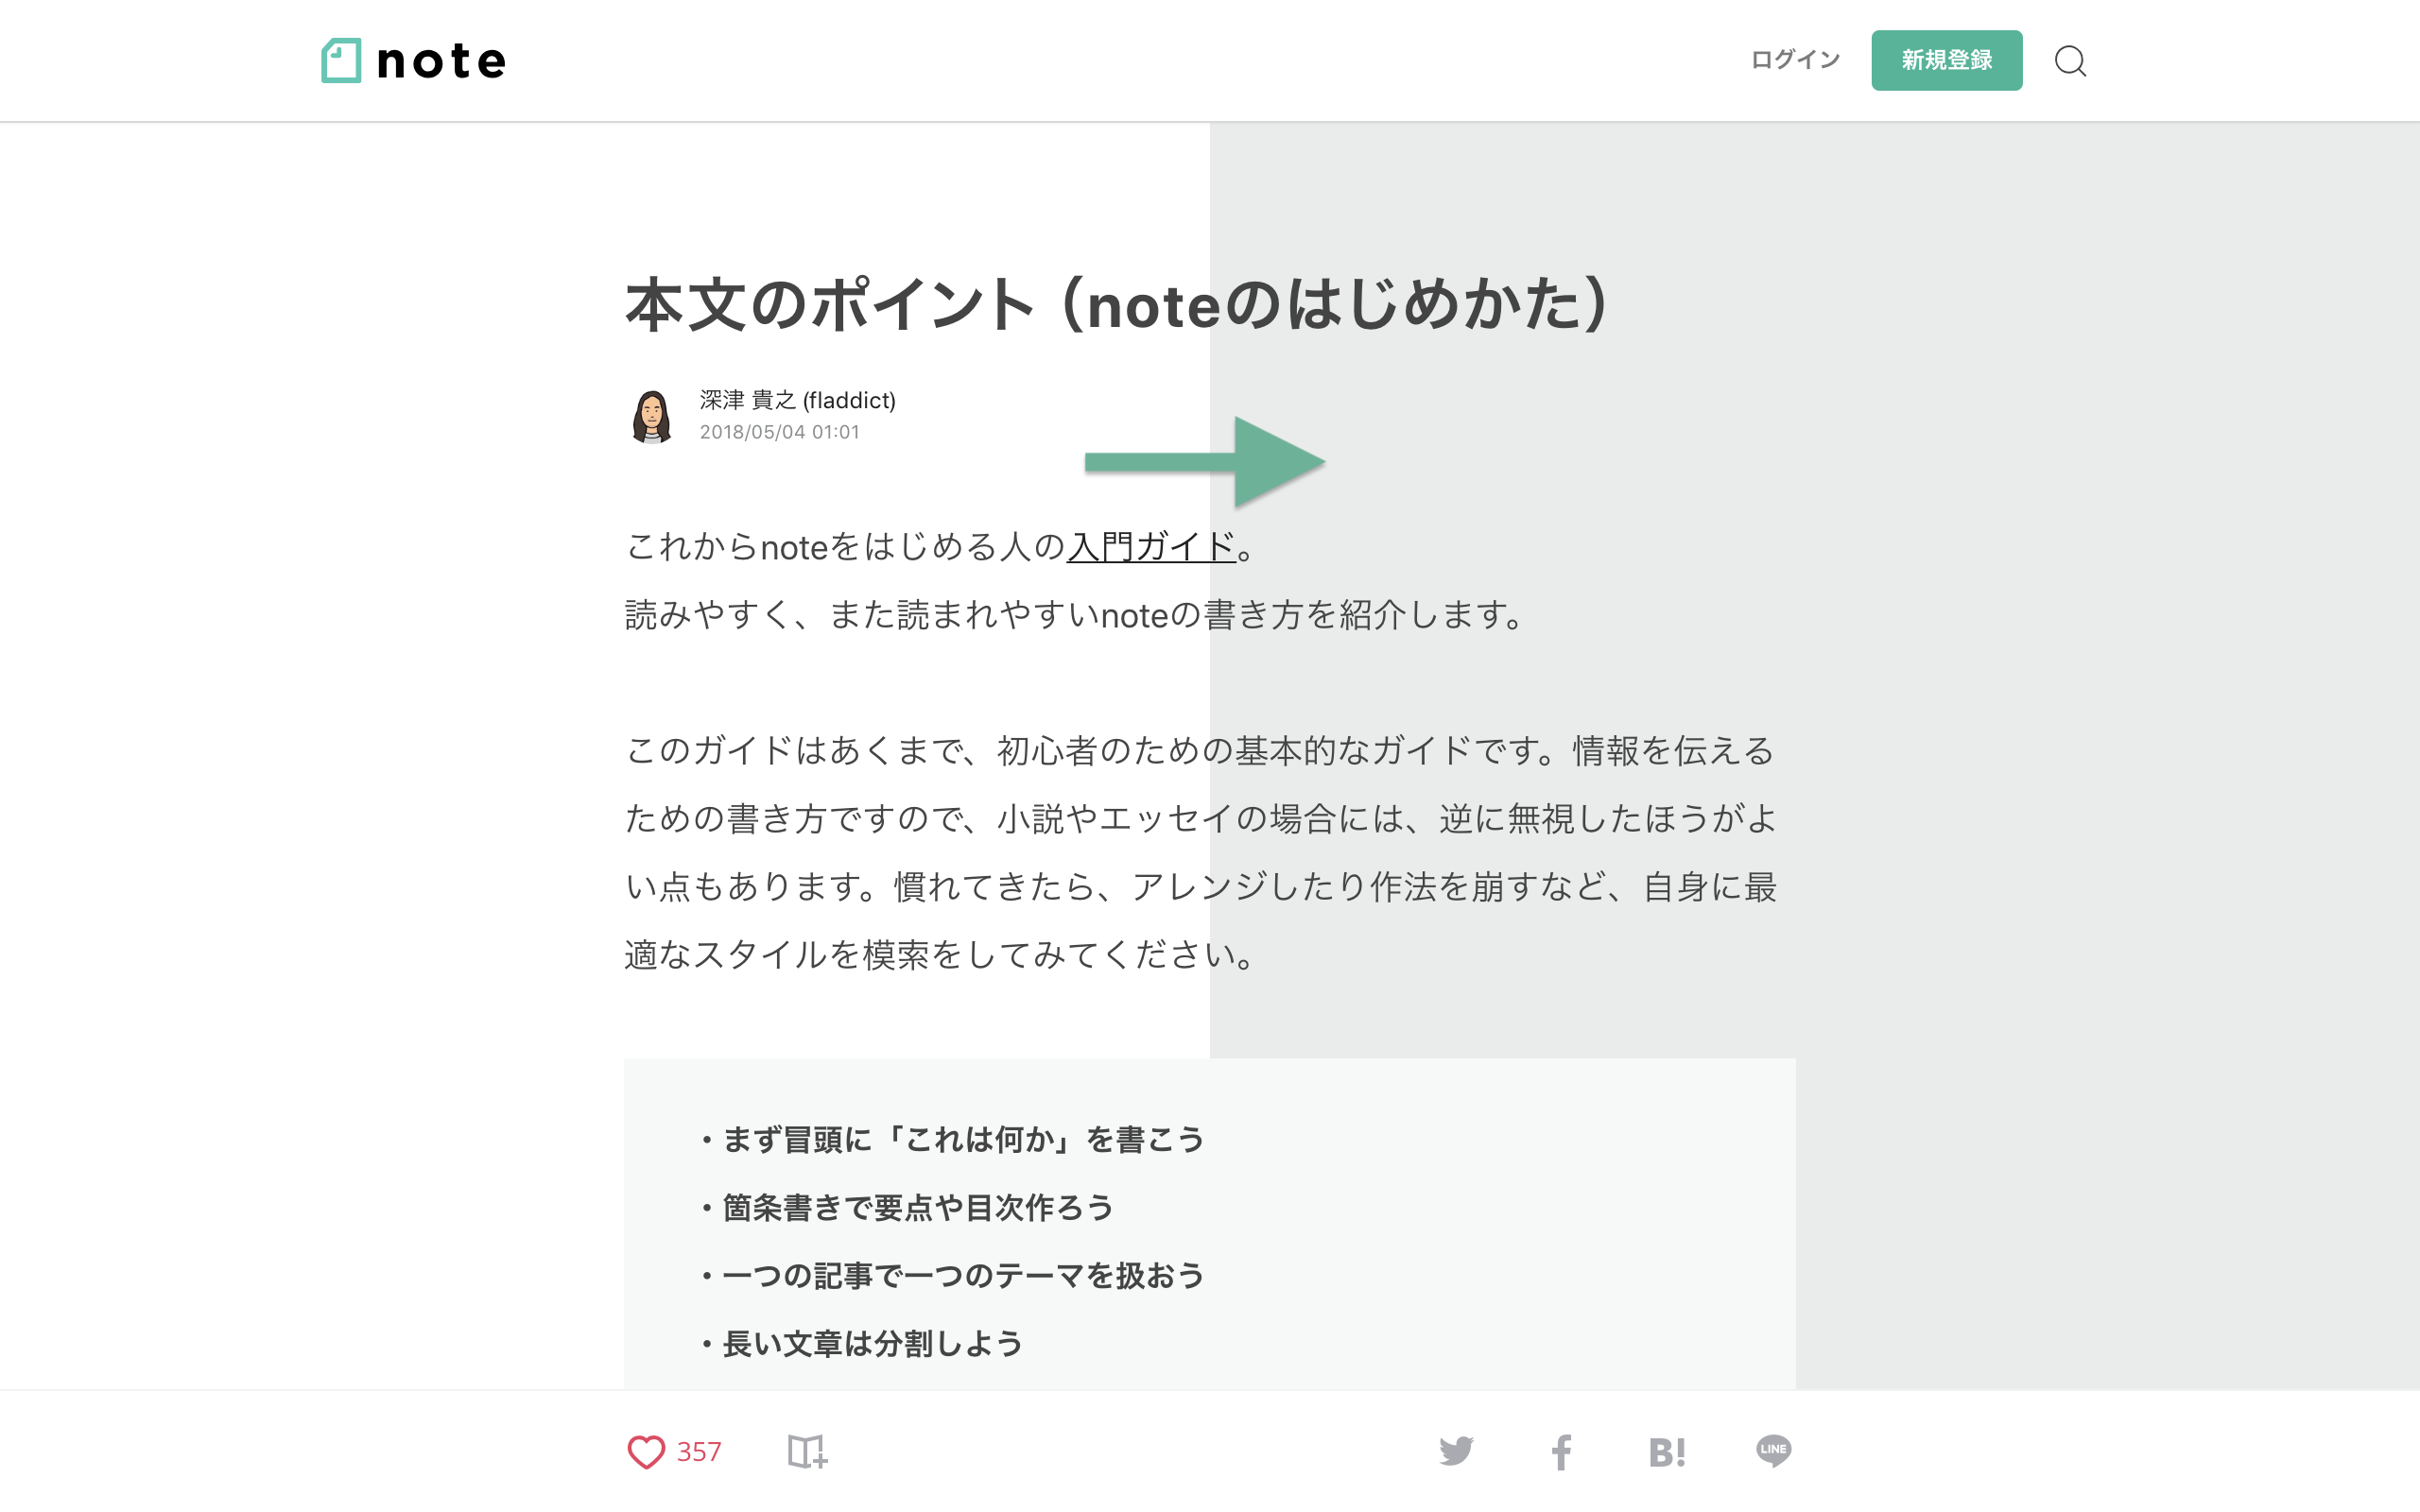 note
ログイン
新規登録
本文のポイント（noteのはじめかた）
深津 貴之 (fladdict)
2018/05/04 01:01
これからnoteをはじめる人の入門ガイド。
読みやすく、また読まれやすいnoteの書き方を紹介します。
このガイドはあくまで、初心者のための基本的なガイドです。情報を伝える
ための書き方ですので、小説やエッセイの場合には、逆に無視したほうがよ
い点もあります。慣れてきたら、アレンジしたり作法を崩すなど、自身に最
適なスタイルを模索をしてみてください。
・まず冒頭に「これは何か」を書こう
・箇条書きで要点や目次作ろう
・一つの記事で一つのテーマを扱おう
・長い文章は分割しよう
357
B!
LINE